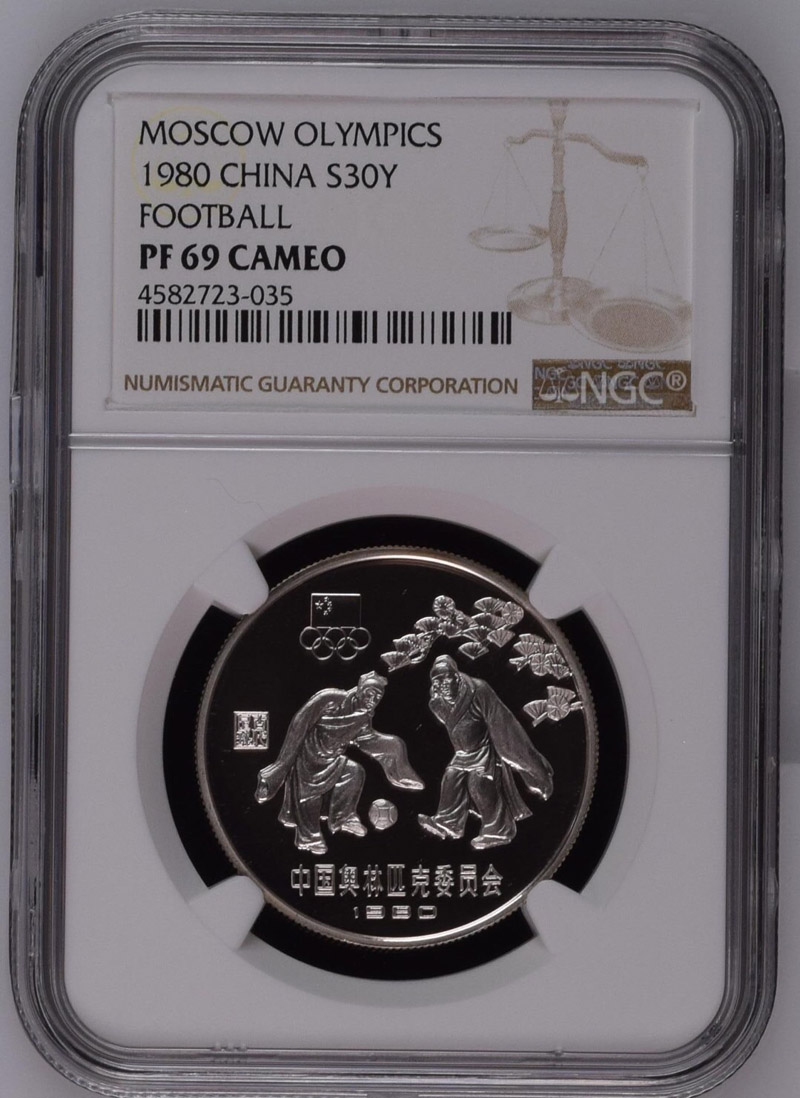 MOSCOW OLYMPICS
1980 CHINA S30Y
FOOTBALL
PF 69 CAMEO
4582723-035
NUMISMATIC GUARANTY CORPORATION
NGC®
中国奥林匹克委员会
1980